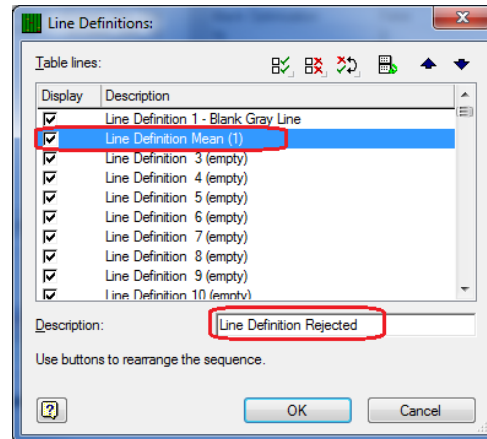 Line Definitions:
Table lines:
Display Description
Line Definition 1 - Blank Gray Line
Line Definition Mean (1)
Line Definition 3 (empty)
Line Definition 4 (empty)
Line Definition 5 (empty)
Line Definition 6 (empty)
Line Definition 7 (empty)
Line Definition 8 (empty)
Line Definition 9 (empty)
Line Definition 10 (empty)
Description: Line Definition Rejected
Use buttons to rearrange the sequence.
OK Cancel